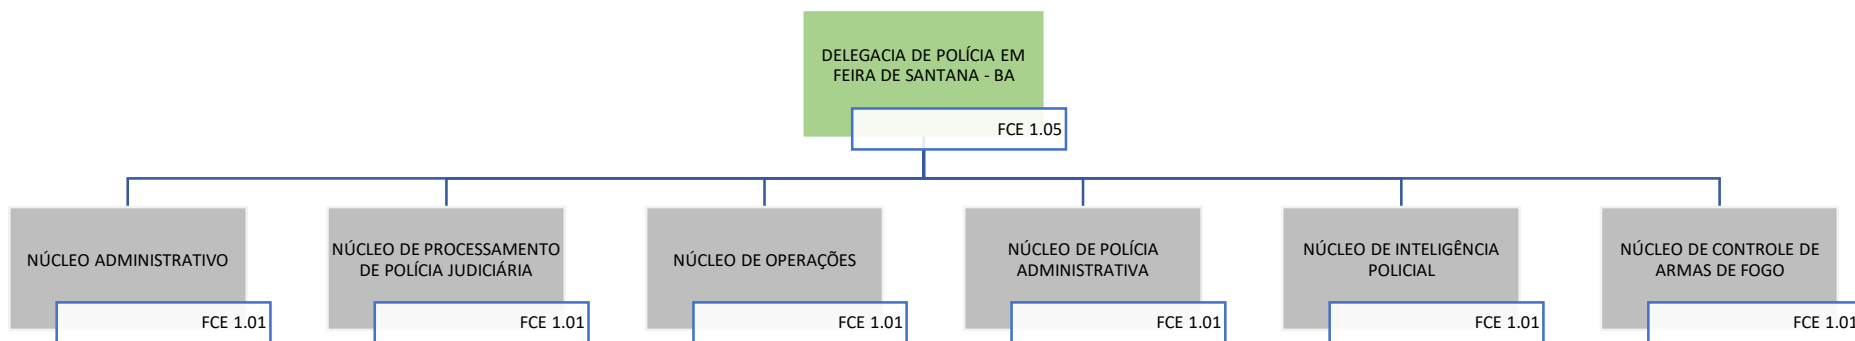 DELEGACIA DE POLÍCIA EM
FEIRA DE SANTANA - BA
FCE 1.05
NÚCLEO ADMINISTRATIVO
FCE 1.01
NÚCLEO DE PROCESSAMENTO
DE POLÍCIA JUDICIÁRIA
FCE 1.01
NÚCLEO DE OPERAÇÕES
FCE 1.01
NÚCLEO DE POLÍCIA
ADMINISTRATIVA
FCE 1.01
NÚCLEO DE INTELIGÊNCIA
POLICIAL
FCE 1.01
NÚCLEO DE CONTROLE DE
ARMAS DE FOGO
FCE 1.01